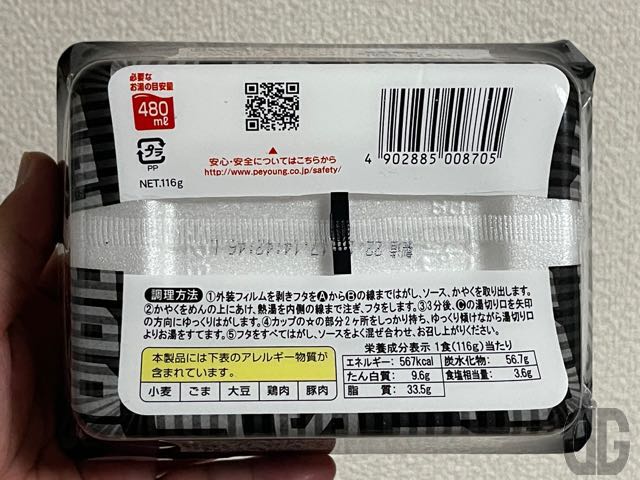 必要な
お湯の目安量
480
ml
プラ
PP
NET.116g
安心・安全についてはこちらから
http://www.peyoung.co.jp/safety/
4 902885 008705
調理方法 ①外装フィルムを剥きフタをⒶからⒷの線まではがし、ソース、かやくを取り出します。
②かやくをめんの上にあけ、熱湯を内側の線まで注ぎ、フタをします。③3分後、Ⓒの湯切り口を矢印
の方向にゆっくりはがします。④カップの☆の部分2ヶ所をしっかり持ち、ゆっくり傾けながら湯切り口
よりお湯をすてます。⑤フタをすべてはがし、ソースをよく混ぜ合わせ、お召し上がりください。
本製品には下表のアレルギー物質が
含まれています。
小麦 ごま 大豆 鶏肉 豚肉
栄養成分表示 1食(116g)当たり
エネルギー: 567kcal 炭水化物: 56.7g
たん白質: 9.6g 食塩相当量: 3.6g
脂質: 33.5g